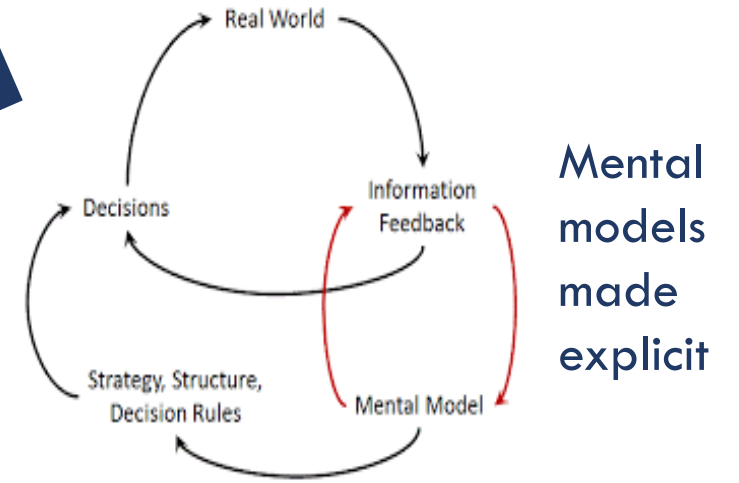 Real World
Decisions
Information
Feedback
Strategy, Structure,
Decision Rules
Mental Model
Mental
models
made
explicit